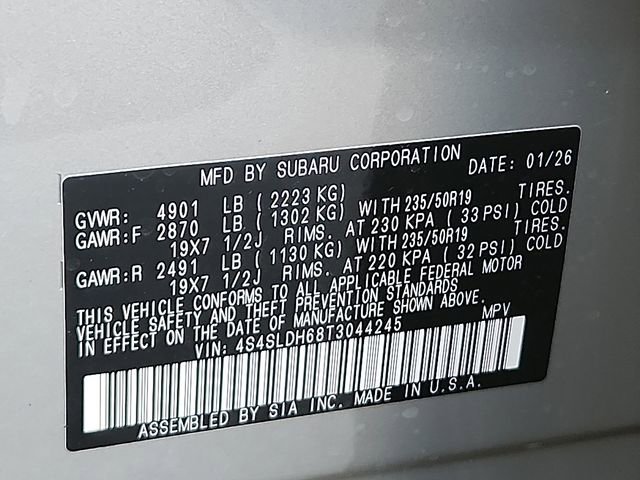 MFD BY SUBARU CORPORATION DATE: 01/26
GVWR: 4901 LB ( 2223 KG)
GAWR:F 2870 LB ( 1302 KG) WITH 235/50R19 TIRES.
19X7 1/2J RIMS. AT 230 KPA ( 33 PSI) COLD
GAWR:R 2491 LB ( 1130 KG) WITH 235/50R19 TIRES.
19X7 1/2J RIMS. AT 220 KPA ( 32 PSI) COLD
THIS VEHICLE CONFORMS TO ALL APPLICABLE FEDERAL MOTOR
VEHICLE SAFETY AND THEFT PREVENTION STANDARDS
IN EFFECT ON THE DATE OF MANUFACTURE SHOWN ABOVE.
VIN: 4S4SLDH68T3044245 MPV
ASSEMBLED BY SIA INC. MADE IN U.S.A.